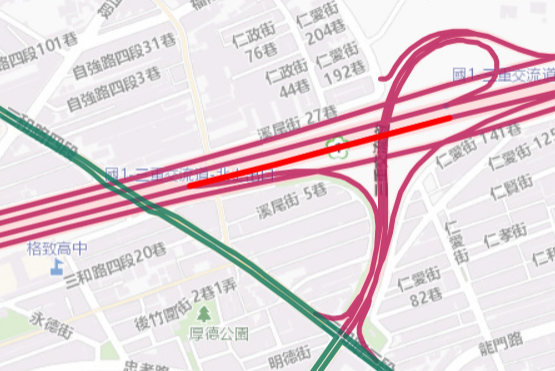 自強路四段31巷
自強路四段3巷
路四段101巷
仁政街
76巷
仁愛街
204巷
仁愛街
192巷
仁政街
44巷
溪尾街 27巷
國1-三重交流道
仁愛街 141巷
仁賢街
仁孝街
仁愛街
溪尾街 5巷
格致高中
三和路四段20巷
後竹圍街 2巷1弄
厚德公園
永德街
忠孝路
明德街
仁愛街
82巷
龍門路